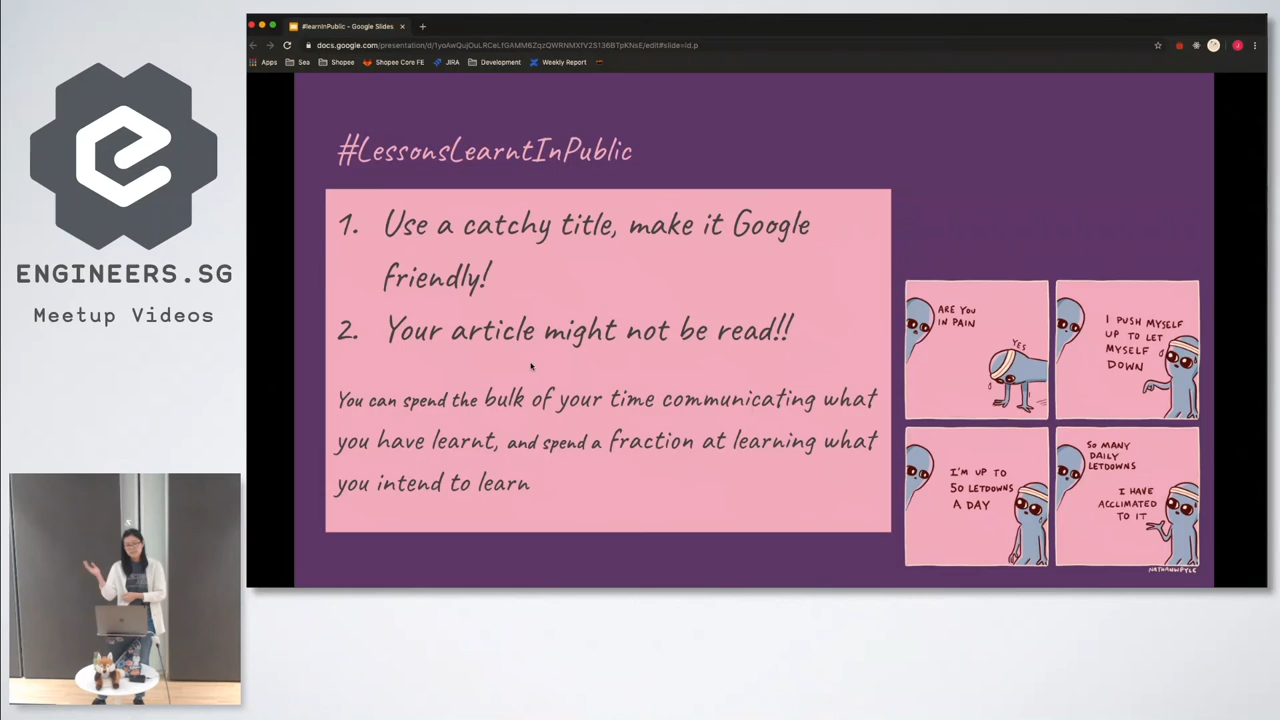 #learnInPublic - Google Slides
docs.google.com/presentation/d/1yoAwQujOuLRCeLfGAMM6ZqzQWRNMXfV2S136BTpKNsE/edit#slide=id.p
Apps Sea Shopee Shopee Core FE JIRA Development Weekly Report
ENGINEERS.SG
Meetup Videos
#LessonsLearntInPublic
1. Use a catchy title, make it Google
friendly!
2. Your article might not be read!!
You can spend the bulk of your time communicating what
you have learnt, and spend a fraction at learning what
you intend to learn
ARE YOU
IN PAIN
YES
I PUSH MYSELF
UP TO LET
MYSELF
DOWN
I'M UP TO
50 LETDOWNS
A DAY
SO MANY
DAILY
LETDOWNS
I HAVE
ACCLIMATED
TO IT
NATHANWPYLE